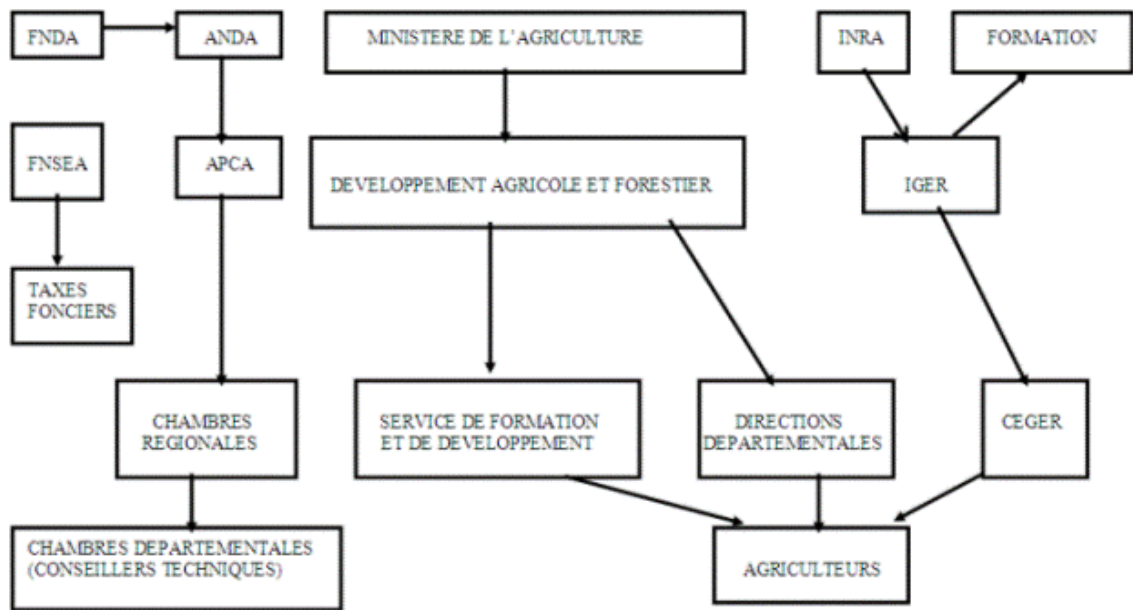 FNDA
ANDA
MINISTERE DE L'AGRICULTURE
INRA
FORMATION
FNSEA
APCA
DEVELOPPEMENT AGRICOLE ET FORESTIER
IGER
TAXES
FONCIERS
CHAMBRES
REGIONALES
SERVICE DE FORMATION
ET DE DEVELOPPEMENT
DIRECTIONS
DEPARTEMENTALES
CEGER
CHAMBRES DEPARTEMENTALES
(CONSEILLERS TECHNIQUES)
AGRICULTEURS